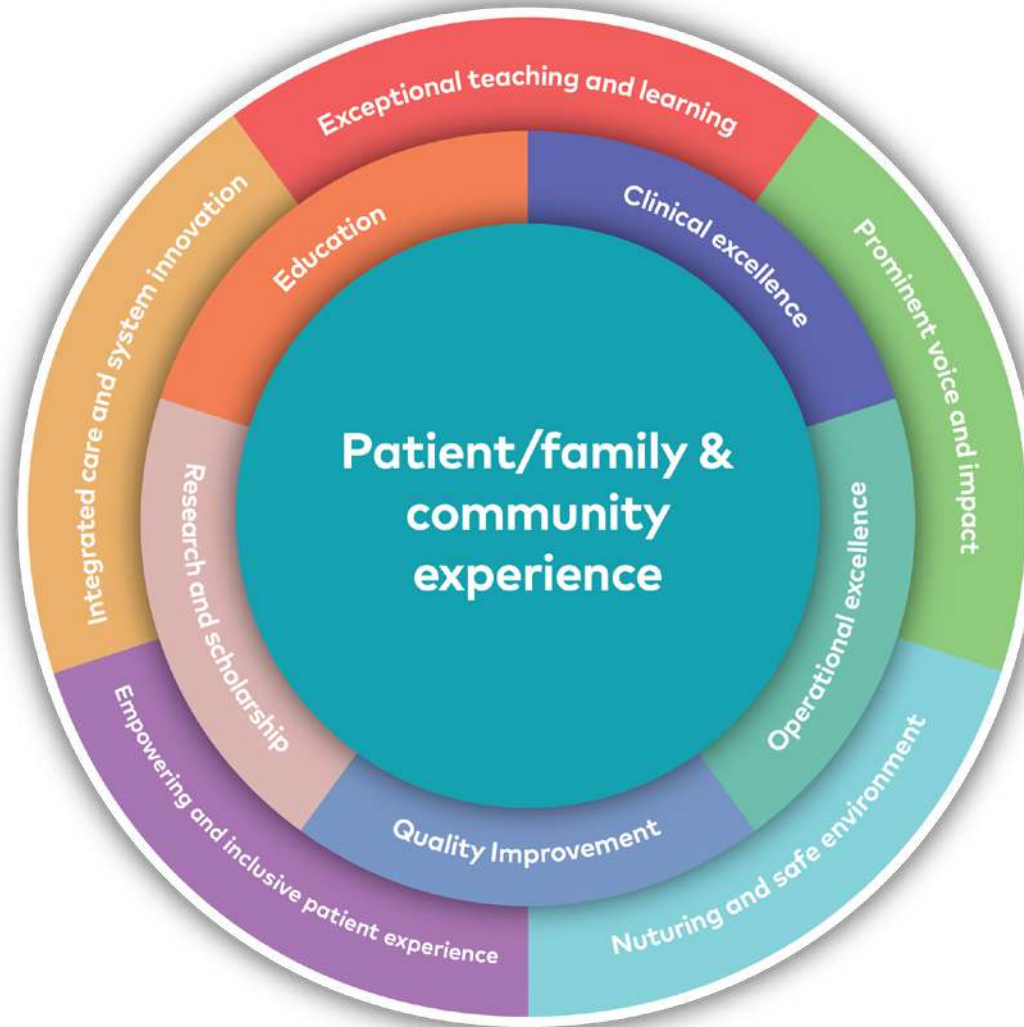 Exceptional teaching and learning
Prominent voice and impact
Nuturing and safe environment
Empowering and inclusive patient experience
Integrated care and system innovation
Education
Clinical excellence
Operational excellence
Quality Improvement
Research and scholarship
Patient/family &
community
experience